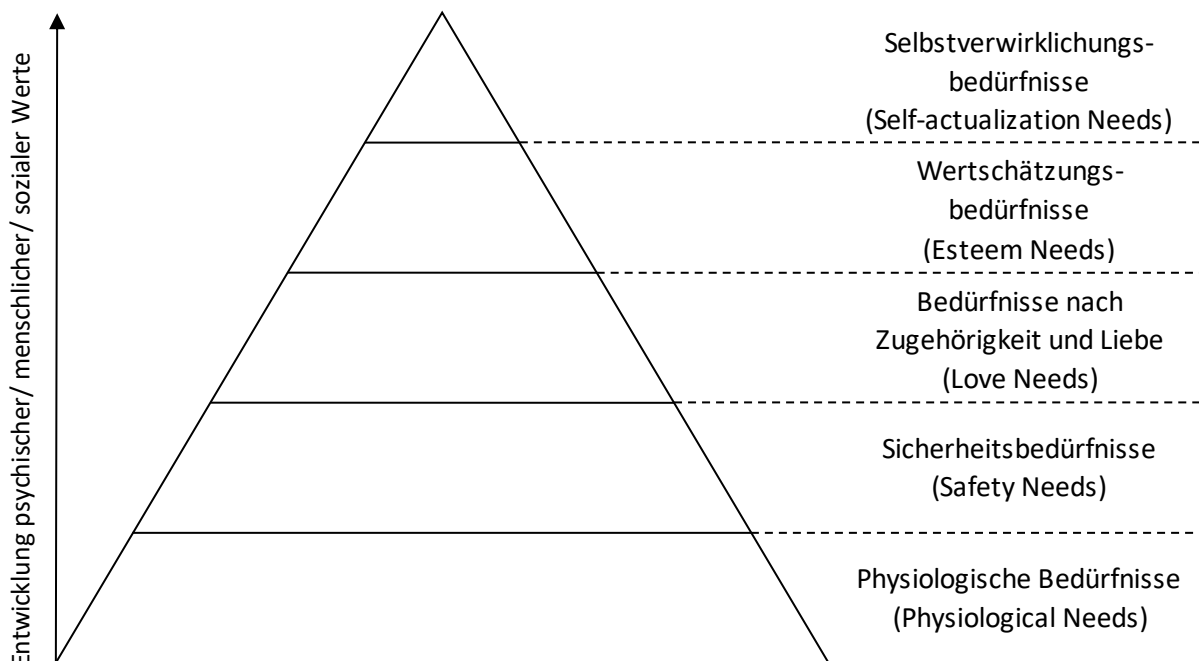 Entwicklung psychischer/ menschlicher/ sozialer Werte
Selbstverwirklichungs-
bedürfnisse
(Self-actualization Needs)
Wertschätzungs-
bedürfnisse
(Esteem Needs)
Bedürfnisse nach
Zugehörigkeit und Liebe
(Love Needs)
Sicherheitsbedürfnisse
(Safety Needs)
Physiologische Bedürfnisse
(Physiological Needs)